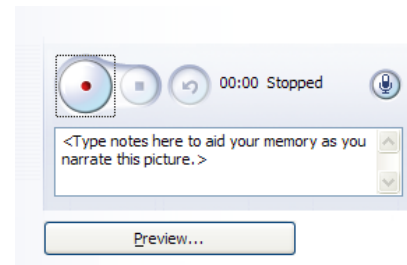 00:00 Stopped
<Type notes here to aid your memory as you
narrate this picture.>
Preview...